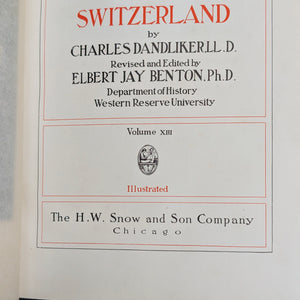 SWITZERLAND
by
CHARLES DANDLIKER,LL.D.
Revised and Edited by
ELBERT JAY BENTON,Ph.D.
Department of History
Western Reserve University
Volume XIII
Illustrated
The H.W. Snow and Son Company
Chicago